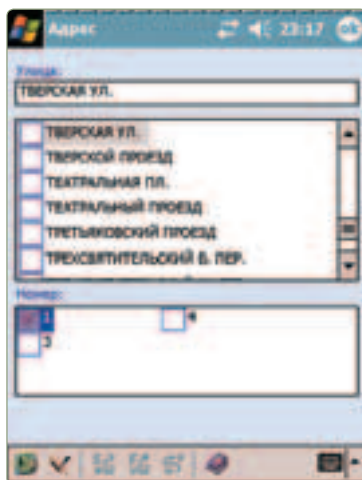 Адрес 23:17 ok
Улица:
ТВЕРСКАЯ УЛ.
ТВЕРСКАЯ УЛ.
ТВЕРСКОЙ ПРОЕЗД
ТЕАТРАЛЬНАЯ ПЛ.
ТЕАТРАЛЬНЫЙ ПРОЕЗД
ТРЕТЬЯКОВСКИЙ ПРОЕЗД
ТРЕХСВЯТИТЕЛЬСКИЙ Б. ПЕР.
Номер:
1 4
3